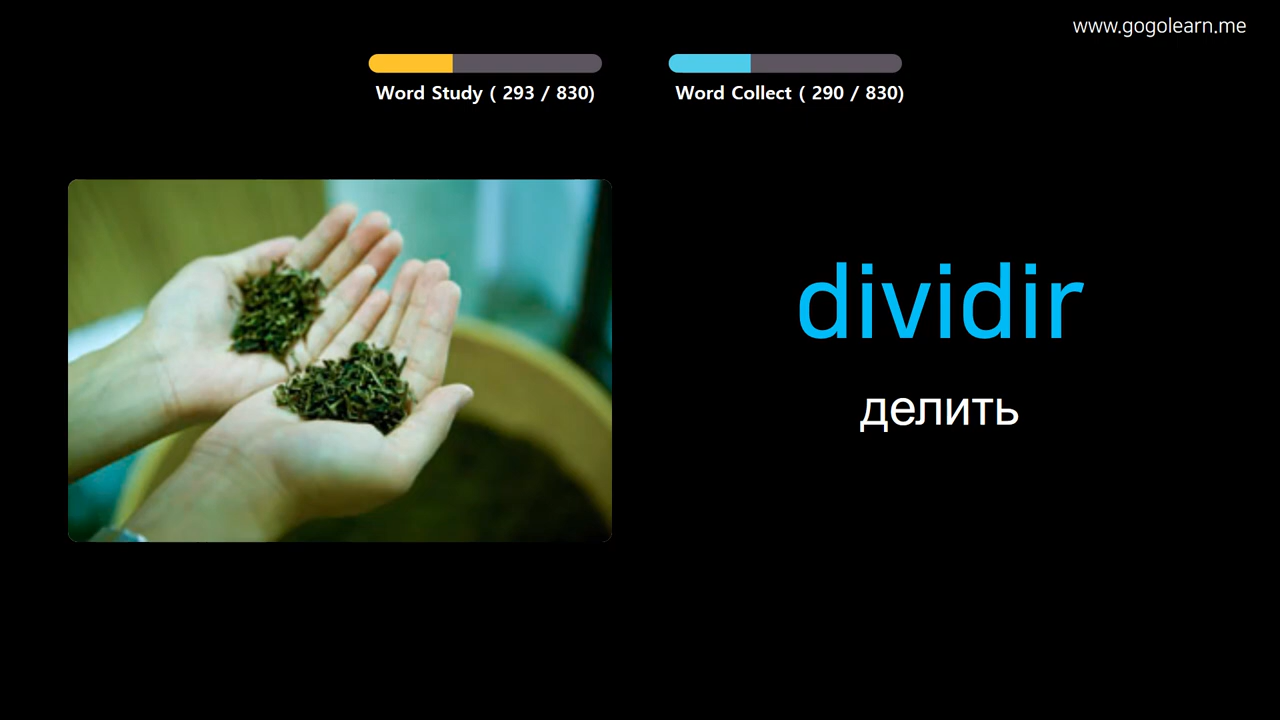 www.gogolearn.me
Word Study ( 293 / 830)
Word Collect ( 290 / 830)
dividir
делить